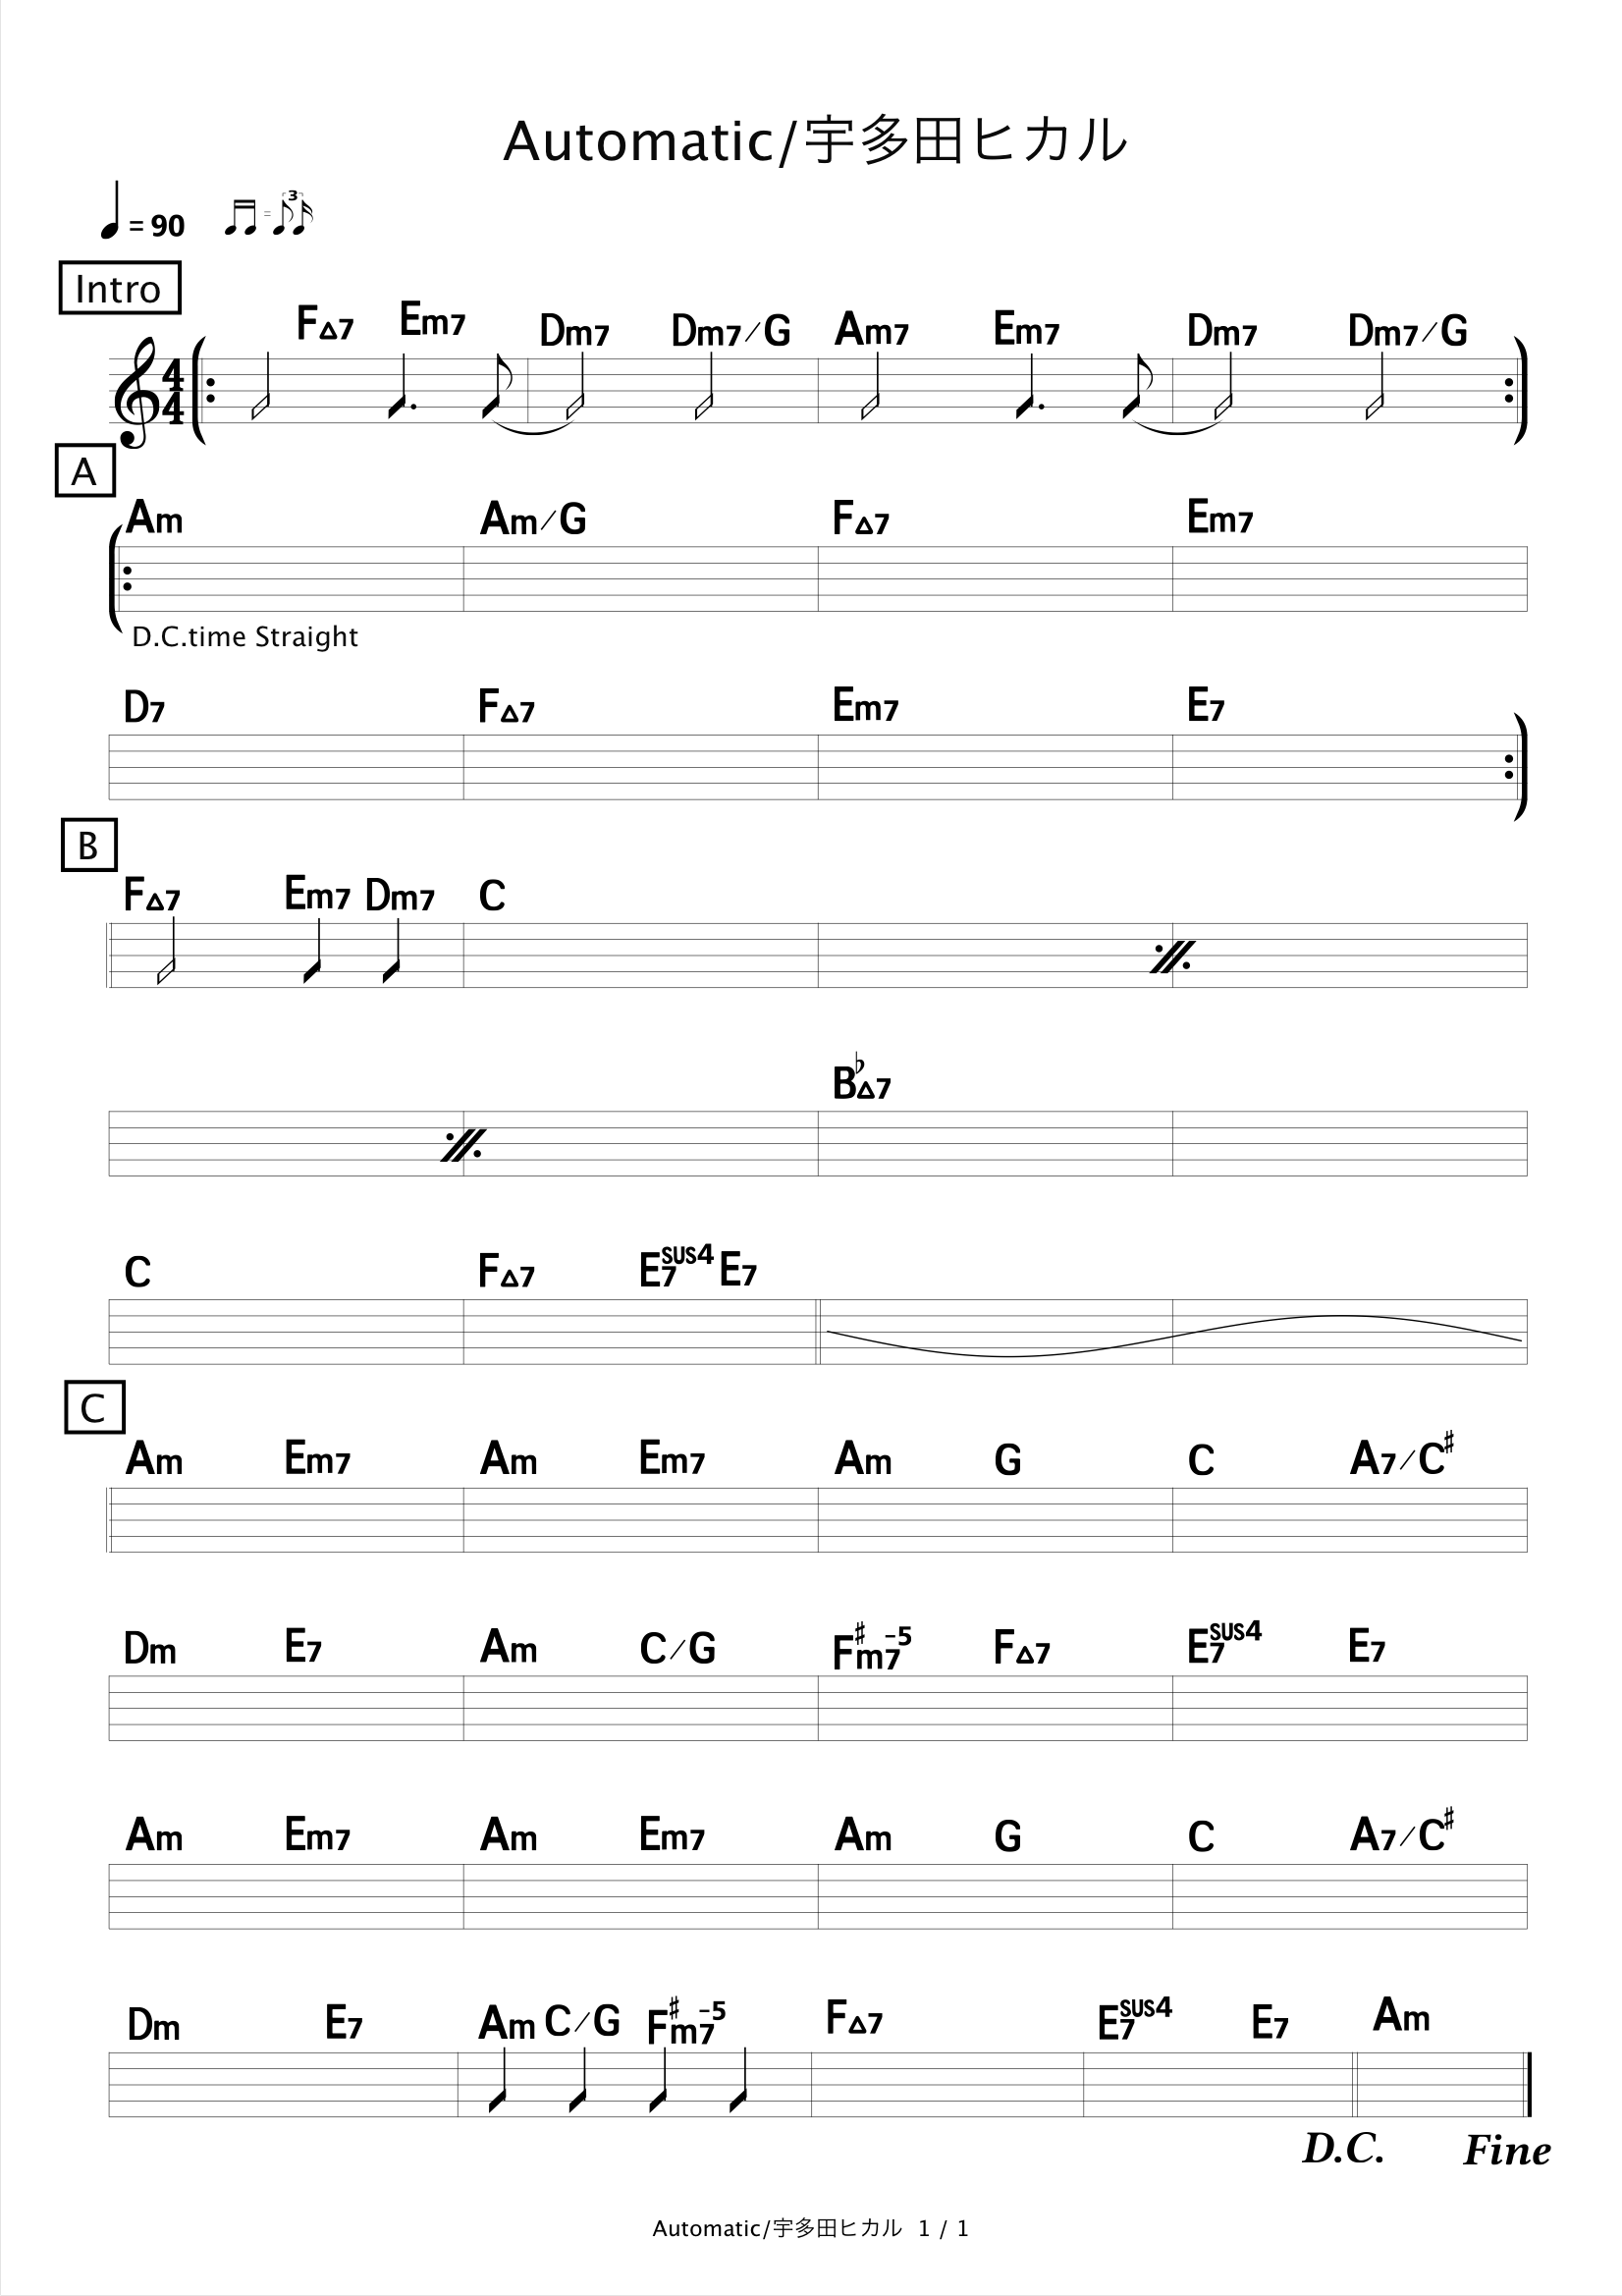 Automatic/宇多田ヒカル
= 90 = 3
Intro
F△7 Em7 Dm7 Dm7/G Am7 Em7 Dm7 Dm7/G
4
4
A
Am Am/G F△7 Em7
D.C.time Straight
D7 F△7 Em7 E7
B
F△7 Em7 Dm7 C
B♭△7
C F△7 E7sus4 E7
C
Am Em7 Am Em7 Am G C A7/C♯
Dm E7 Am C/G F♯m7-5 F△7 E7sus4 E7
Am Em7 Am Em7 Am G C A7/C♯
Dm E7 Am C/G F♯m7-5 F△7 E7sus4 E7 Am
D.C. Fine
Automatic/宇多田ヒカル 1 / 1